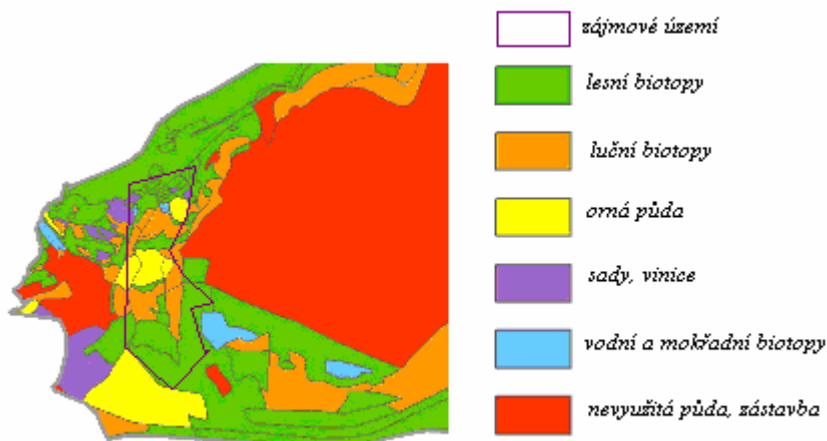 zájmové území
lesní biotopy
luční biotopy
orná půda
sady, vinice
vodní a mokřadní biotopy
nevyužitá půda, zástavba